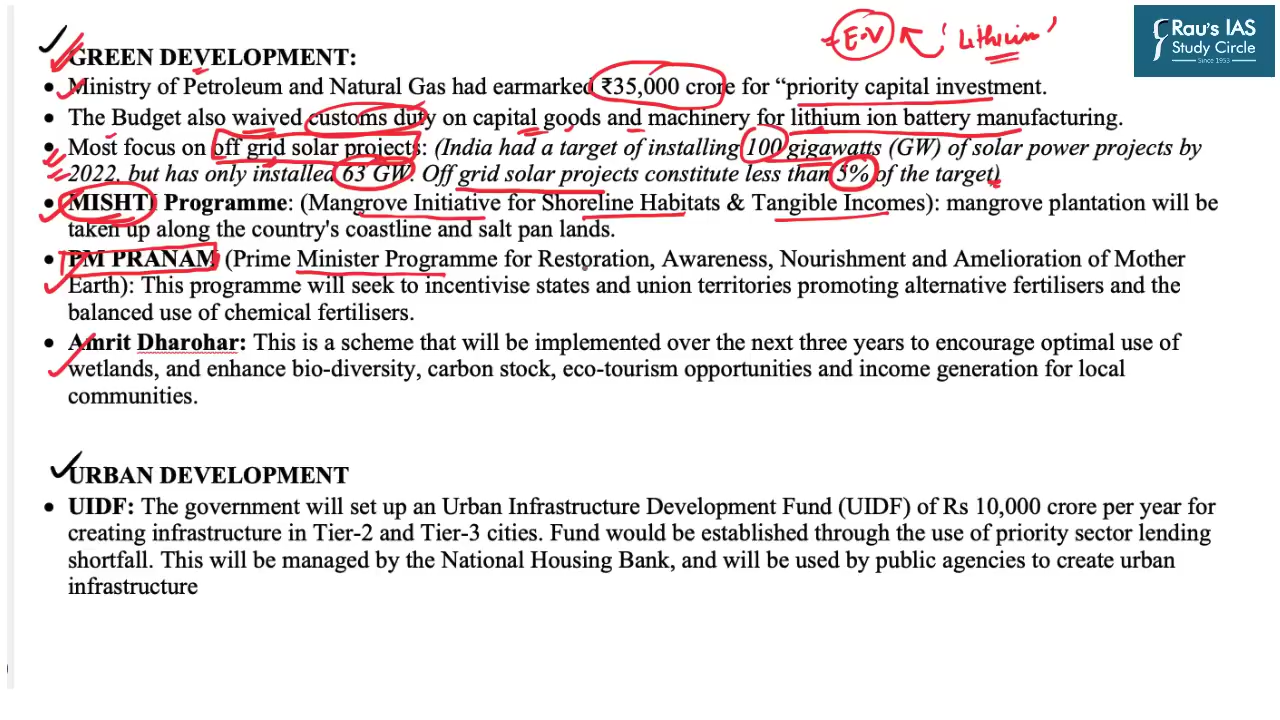 E.V 'Lithium'
Rau's IAS
Study Circle
Since 1953
GREEN DEVELOPMENT:
• Ministry of Petroleum and Natural Gas had earmarked ₹35,000 crore for “priority capital investment.
• The Budget also waived customs duty on capital goods and machinery for lithium ion battery manufacturing.
• Most focus on off grid solar projects: (India had a target of installing 100 gigawatts (GW) of solar power projects by
2022, but has only installed 63 GW. Off grid solar projects constitute less than 5% of the target)
• MISHTI Programme: (Mangrove Initiative for Shoreline Habitats & Tangible Incomes): mangrove plantation will be
taken up along the country's coastline and salt pan lands.
• PM PRANAM (Prime Minister Programme for Restoration, Awareness, Nourishment and Amelioration of Mother
Earth): This programme will seek to incentivise states and union territories promoting alternative fertilisers and the
balanced use of chemical fertilisers.
• Amrit Dharohar: This is a scheme that will be implemented over the next three years to encourage optimal use of
wetlands, and enhance bio-diversity, carbon stock, eco-tourism opportunities and income generation for local
communities.
URBAN DEVELOPMENT
• UIDF: The government will set up an Urban Infrastructure Development Fund (UIDF) of Rs 10,000 crore per year for
creating infrastructure in Tier-2 and Tier-3 cities. Fund would be established through the use of priority sector lending
shortfall. This will be managed by the National Housing Bank, and will be used by public agencies to create urban
infrastructure